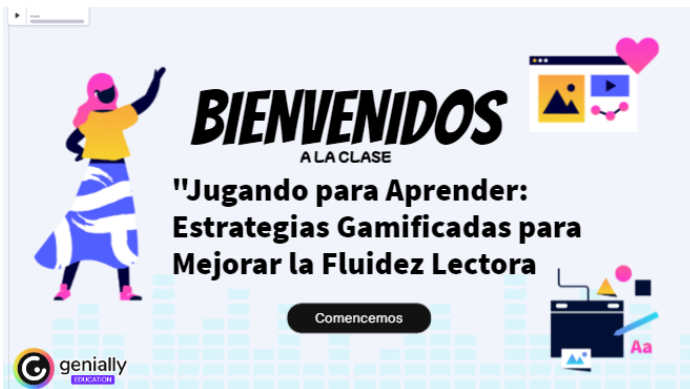 BIENVENIDOS
A LA CLASE
"Jugando para Aprender:
Estrategias Gamificadas para
Mejorar la Fluidez Lectora
Comencemos
Aa
genially
EDUCATION